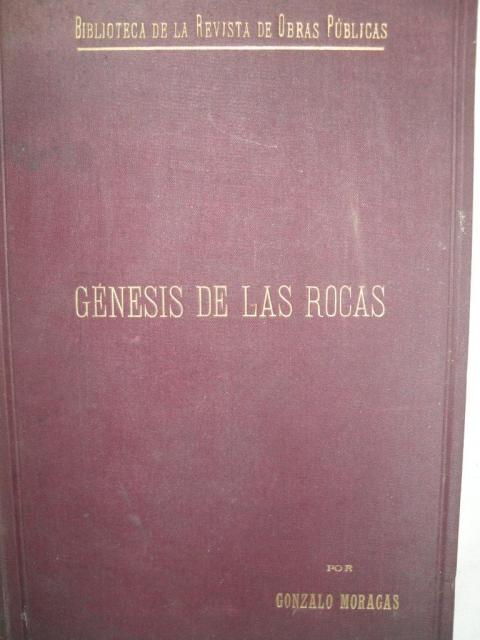 BIBLIOTECA DE LA REVISTA DE OBRAS PÚBLICAS
GÉNESIS DE LAS ROCAS
POR
GONZALO MORAGAS